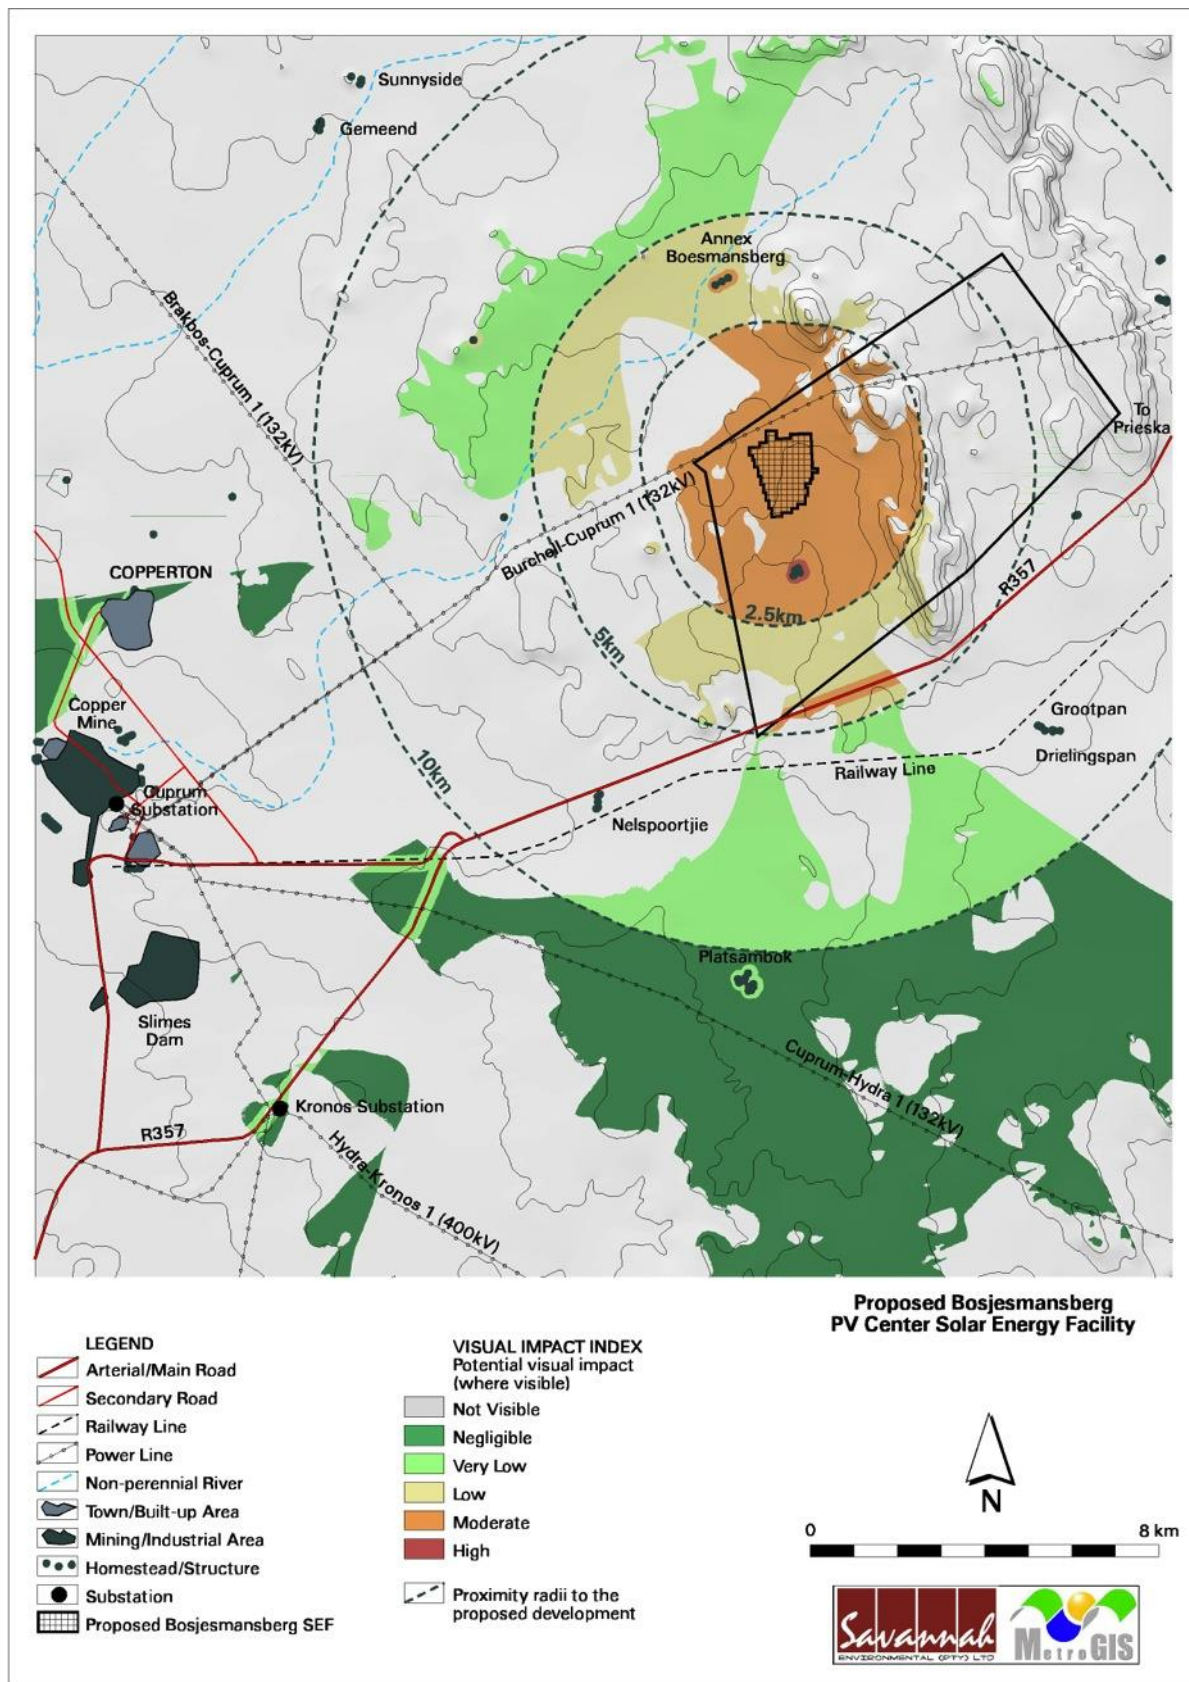 Sunnyside
Gemeend
Annex
Boesmansberg
Brakbos-Cuprum 1 (132kV)
To
Prieska
Burchell-Cuprum 1 (132kV)
COPPERTON
R357
2.5km
5km
Copper
Mine
Grootpan
10km
Drielingspan
Railway Line
Cuprum
Substation
Nelspoortjie
Platsambok
Slimes
Dam
Cuprum-Hydra 1 (132kV)
Kronos Substation
R357
Hydra-Kronos 1 (400kV)
Proposed Bosjesmansberg
PV Center Solar Energy Facility
LEGEND
Arterial/Main Road
Secondary Road
Railway Line
Power Line
Non-perennial River
Town/Built-up Area
Mining/Industrial Area
Homestead/Structure
Substation
Proposed Bosjesmansberg SEF
VISUAL IMPACT INDEX
Potential visual impact
(where visible)
Not Visible
Negligible
Very Low
Low
Moderate
High
Proximity radii to the
proposed development
N
0 8 km
Savannah
ENVIRONMENTAL (PTY) LTD
MetroGIS